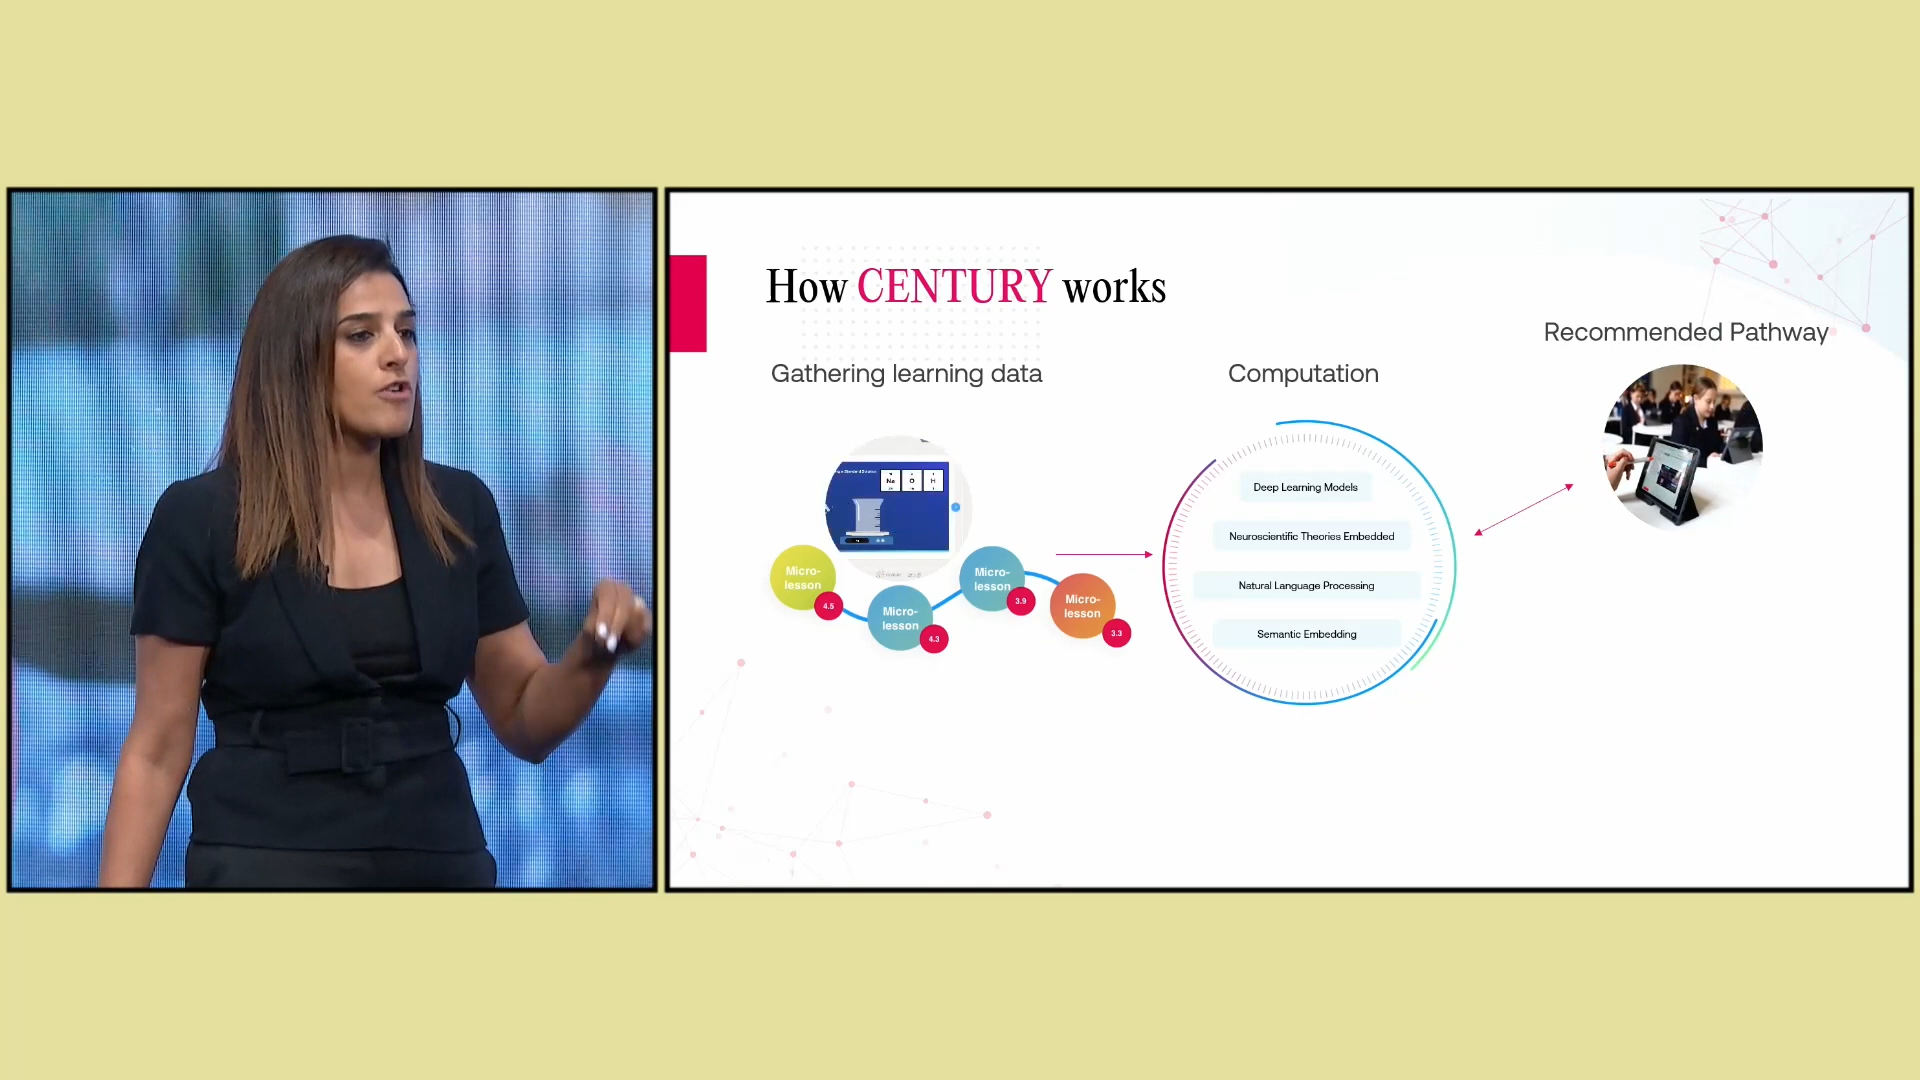 How CENTURY works
Gathering learning data
Na O H
Micro-
lesson
4.5
Micro-
lesson
4.3
Micro-
lesson
3.9
Micro-
lesson
3.3
Computation
Deep Learning Models
Neuroscientific Theories Embedded
Natural Language Processing
Semantic Embedding
Recommended Pathway